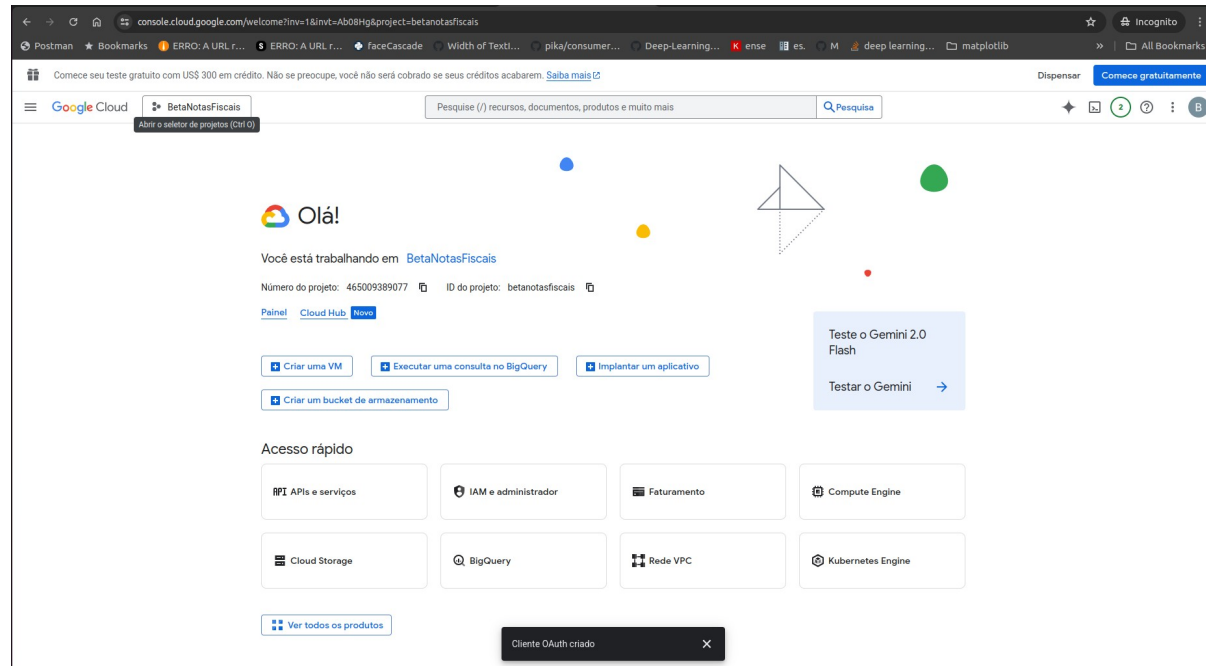 console.cloud.google.com/welcome?inv=1&invt=Ab08Hg&project=betanotasfiscais Incognito
Postman Bookmarks ERRO: A URL r... ERRO: A URL r... faceCascade Width of TextI... pika/consumer... Deep-Learning... ense es. M deep learning... matplotlib » All Bookmarks
Comece seu teste gratuito com US$ 300 em crédito. Não se preocupe, você não será cobrado se seus créditos acabarem. Saiba mais Dispensar Comece gratuitamente
Google Cloud BetaNotasFiscais Pesquise (/) recursos, documentos, produtos e muito mais Pesquisa 2 B
Abrir o seletor de projetos (Ctrl O)
Olá!
Você está trabalhando em BetaNotasFiscais
Número do projeto: 465009389077 ID do projeto: betanotasfiscais
Painel Cloud Hub Novo
Teste o Gemini 2.0
Flash
Testar o Gemini
Criar uma VM Executar uma consulta no BigQuery Implantar um aplicativo
Criar um bucket de armazenamento
Acesso rápido
API APIs e serviços IAM e administrador Faturamento Compute Engine
Cloud Storage BigQuery Rede VPC Kubernetes Engine
Ver todos os produtos
Cliente OAuth criado